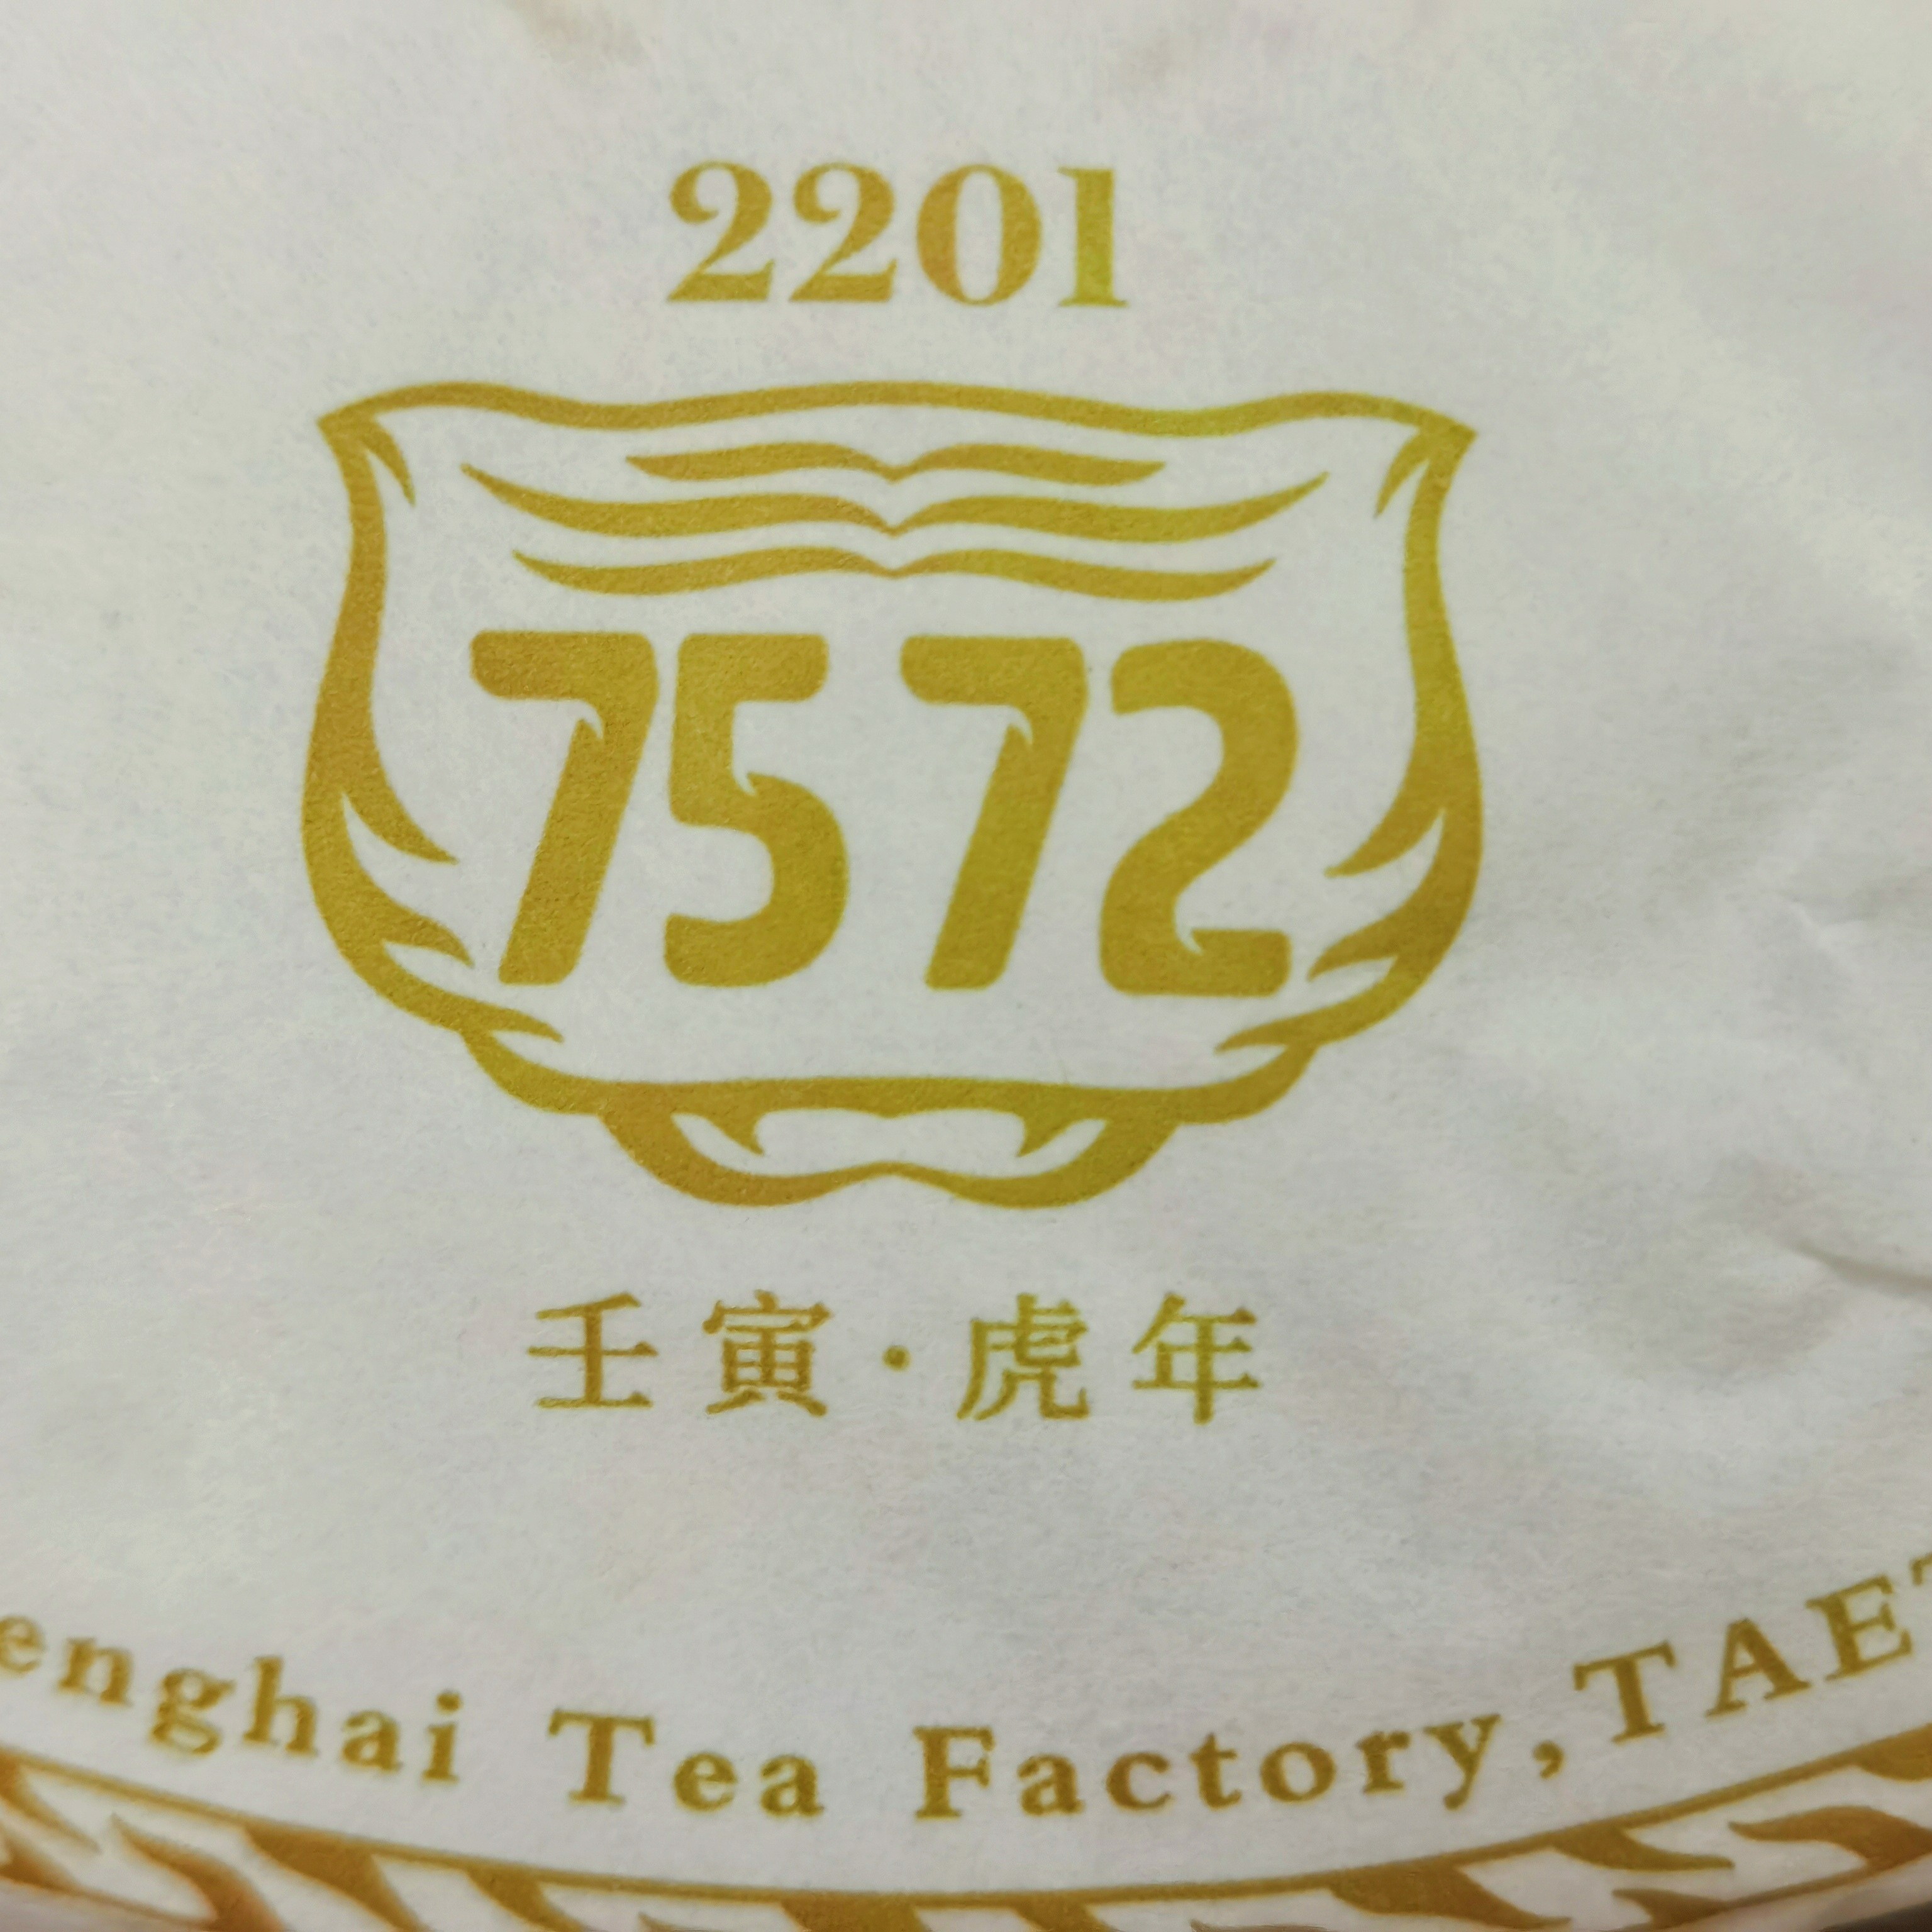 2201
7572
壬寅·虎年
enghai Tea Factory,TAE